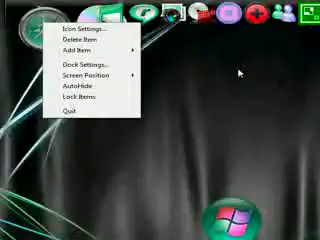 Icon Settings...
Delete Item
Add Item
Dock Settings...
Screen Position
AutoHide
Lock Items
Quit